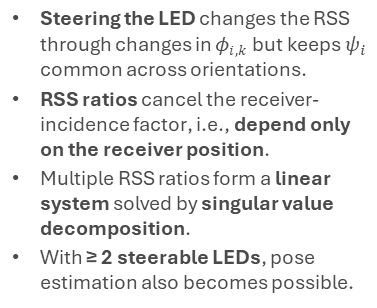 • Steering the LED changes the RSS
through changes in ϕᵢ,ₖ but keeps ψᵢ
common across orientations.
• RSS ratios cancel the receiver-
incidence factor, i.e., depend only
on the receiver position.
• Multiple RSS ratios form a linear
system solved by singular value
decomposition.
• With ≥ 2 steerable LEDs, pose
estimation also becomes possible.